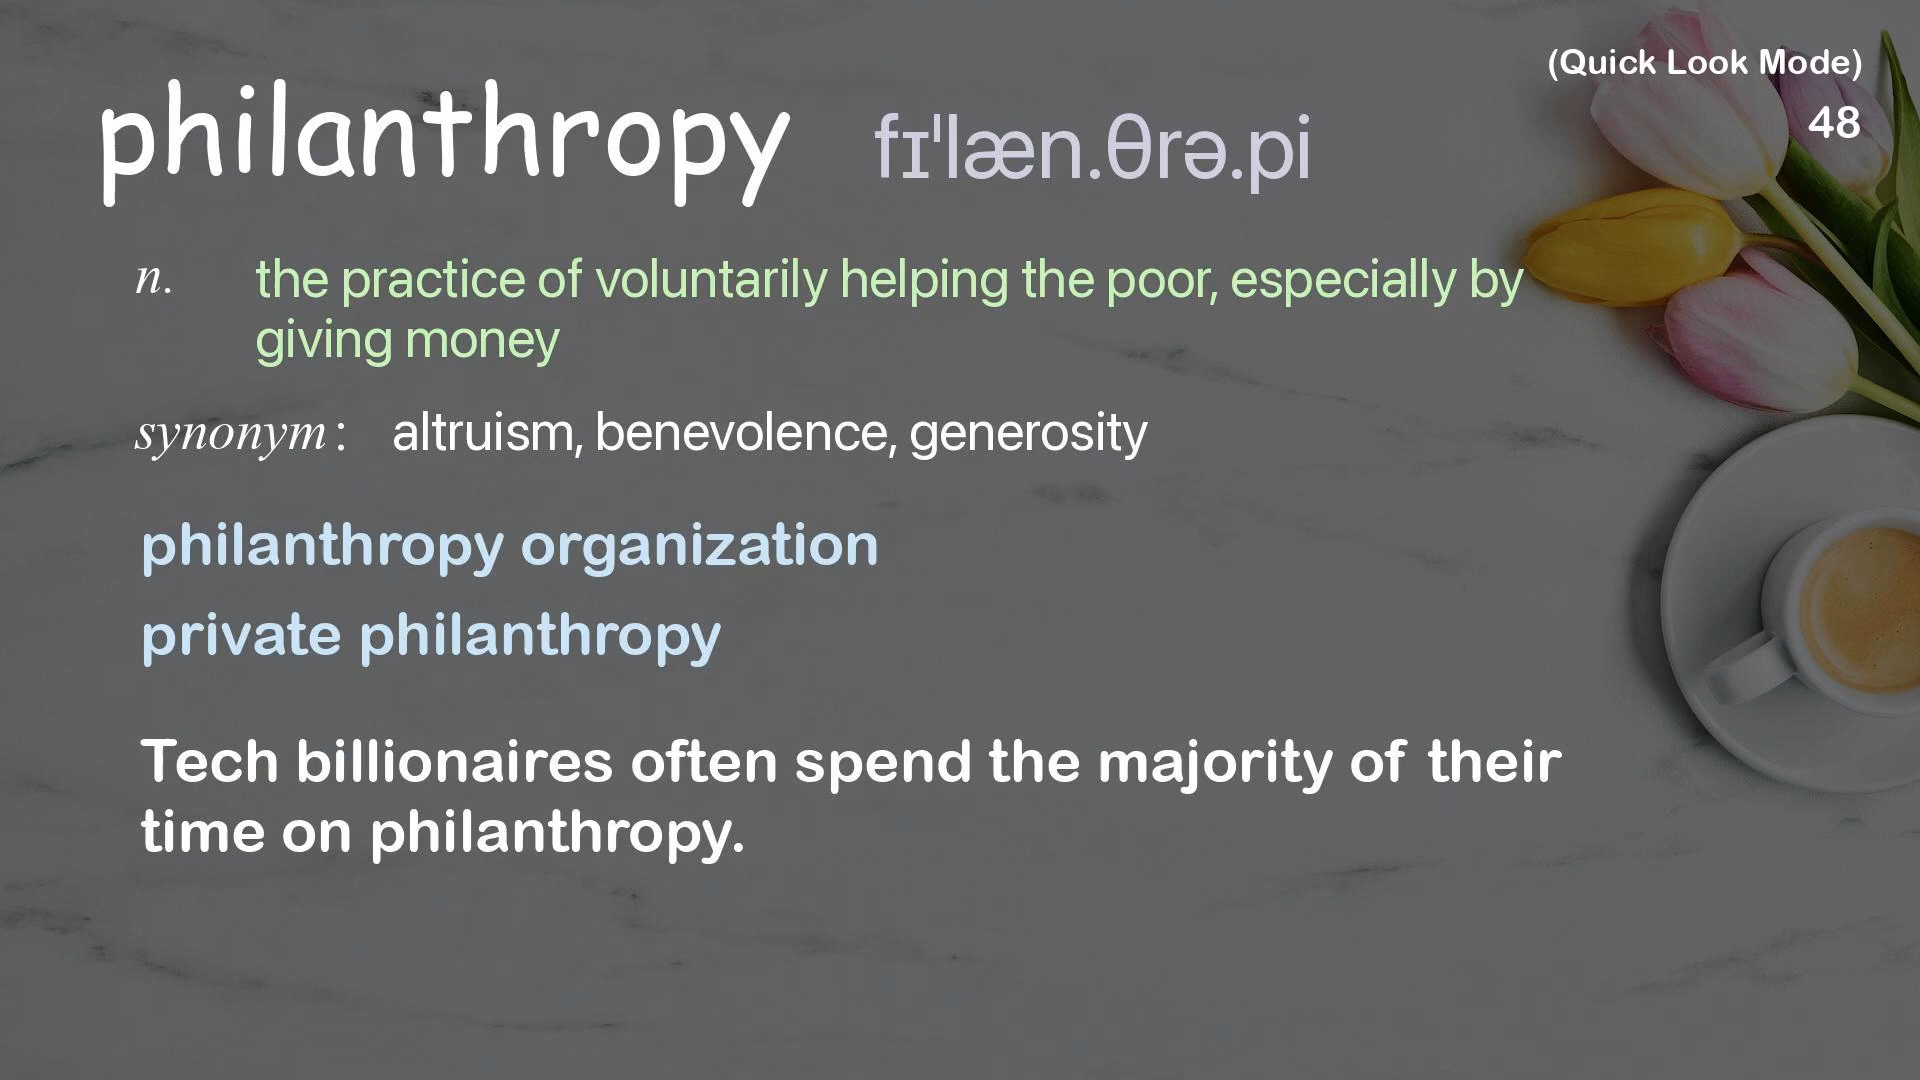 (Quick Look Mode)
48
philanthropy fɪˈlæn.θrə.pi
n. the practice of voluntarily helping the poor, especially by
giving money
synonym: altruism, benevolence, generosity
philanthropy organization
private philanthropy
Tech billionaires often spend the majority of their
time on philanthropy.